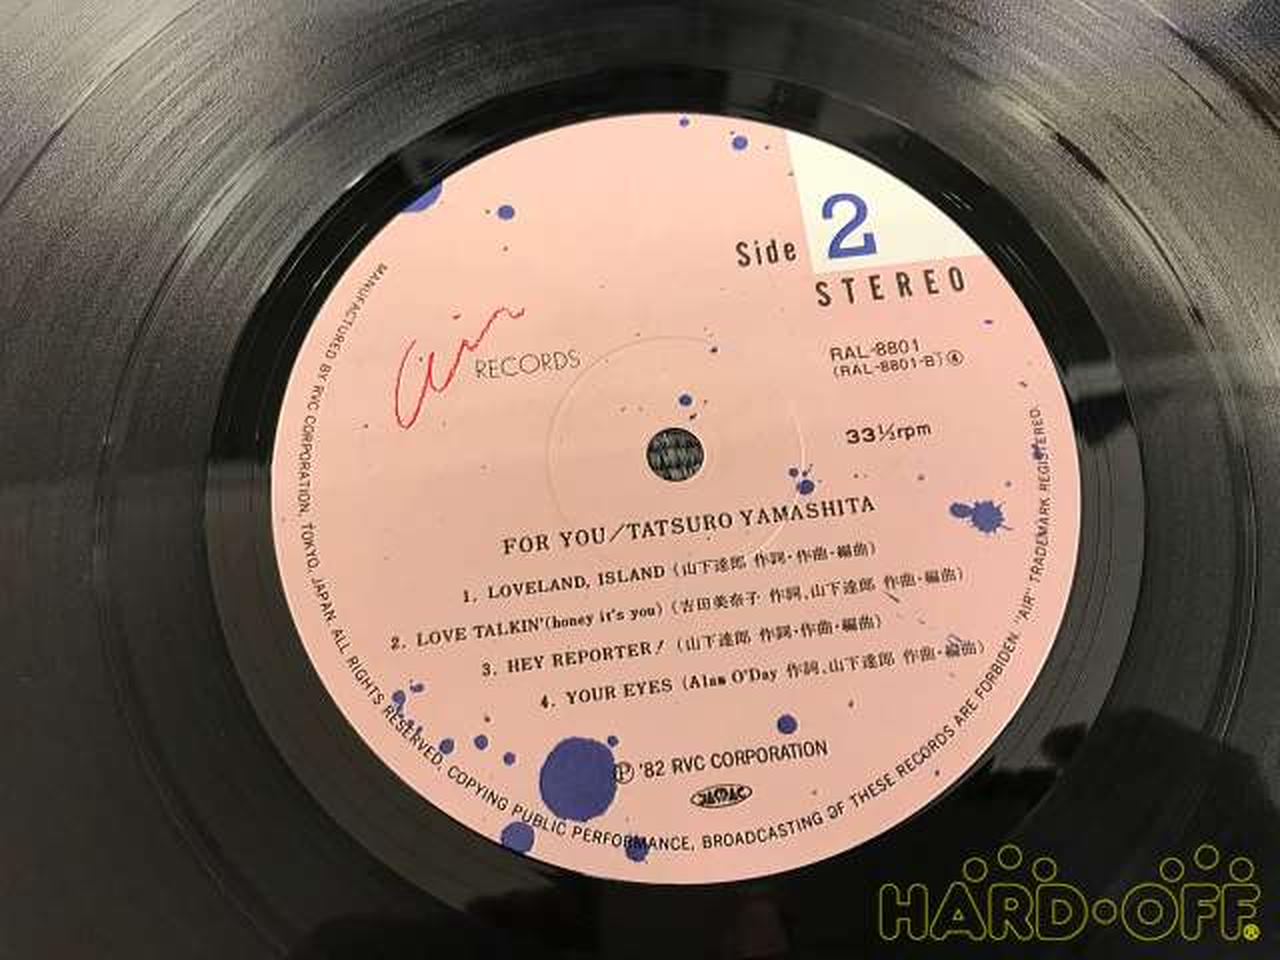 Side 2
STEREO
Air RECORDS
RAL-8801
(RAL-8801-B)④
33⅓rpm
FOR YOU/TATSURO YAMASHITA
1. LOVELAND, ISLAND (山下達郎 作詞・作曲・編曲)
2. LOVE TALKIN'(honey it's you) (吉田美奈子 作詞、山下達郎 作曲・編曲)
3. HEY REPORTER! (山下達郎 作詞・作曲・編曲)
4. YOUR EYES (Alan O'Day 作詞、山下達郎 作曲・編曲)
Ⓟ '82 RVC CORPORATION
JASRAC
MANUFACTURED BY RVC CORPORATION, TOKYO, JAPAN. ALL RIGHTS RESERVED. COPYING PUBLIC PERFORMANCE, BROADCASTING OF THESE RECORDS ARE FORBIDEN. "AIR" TRADEMARK REGISTERED.
HARD・OFF®